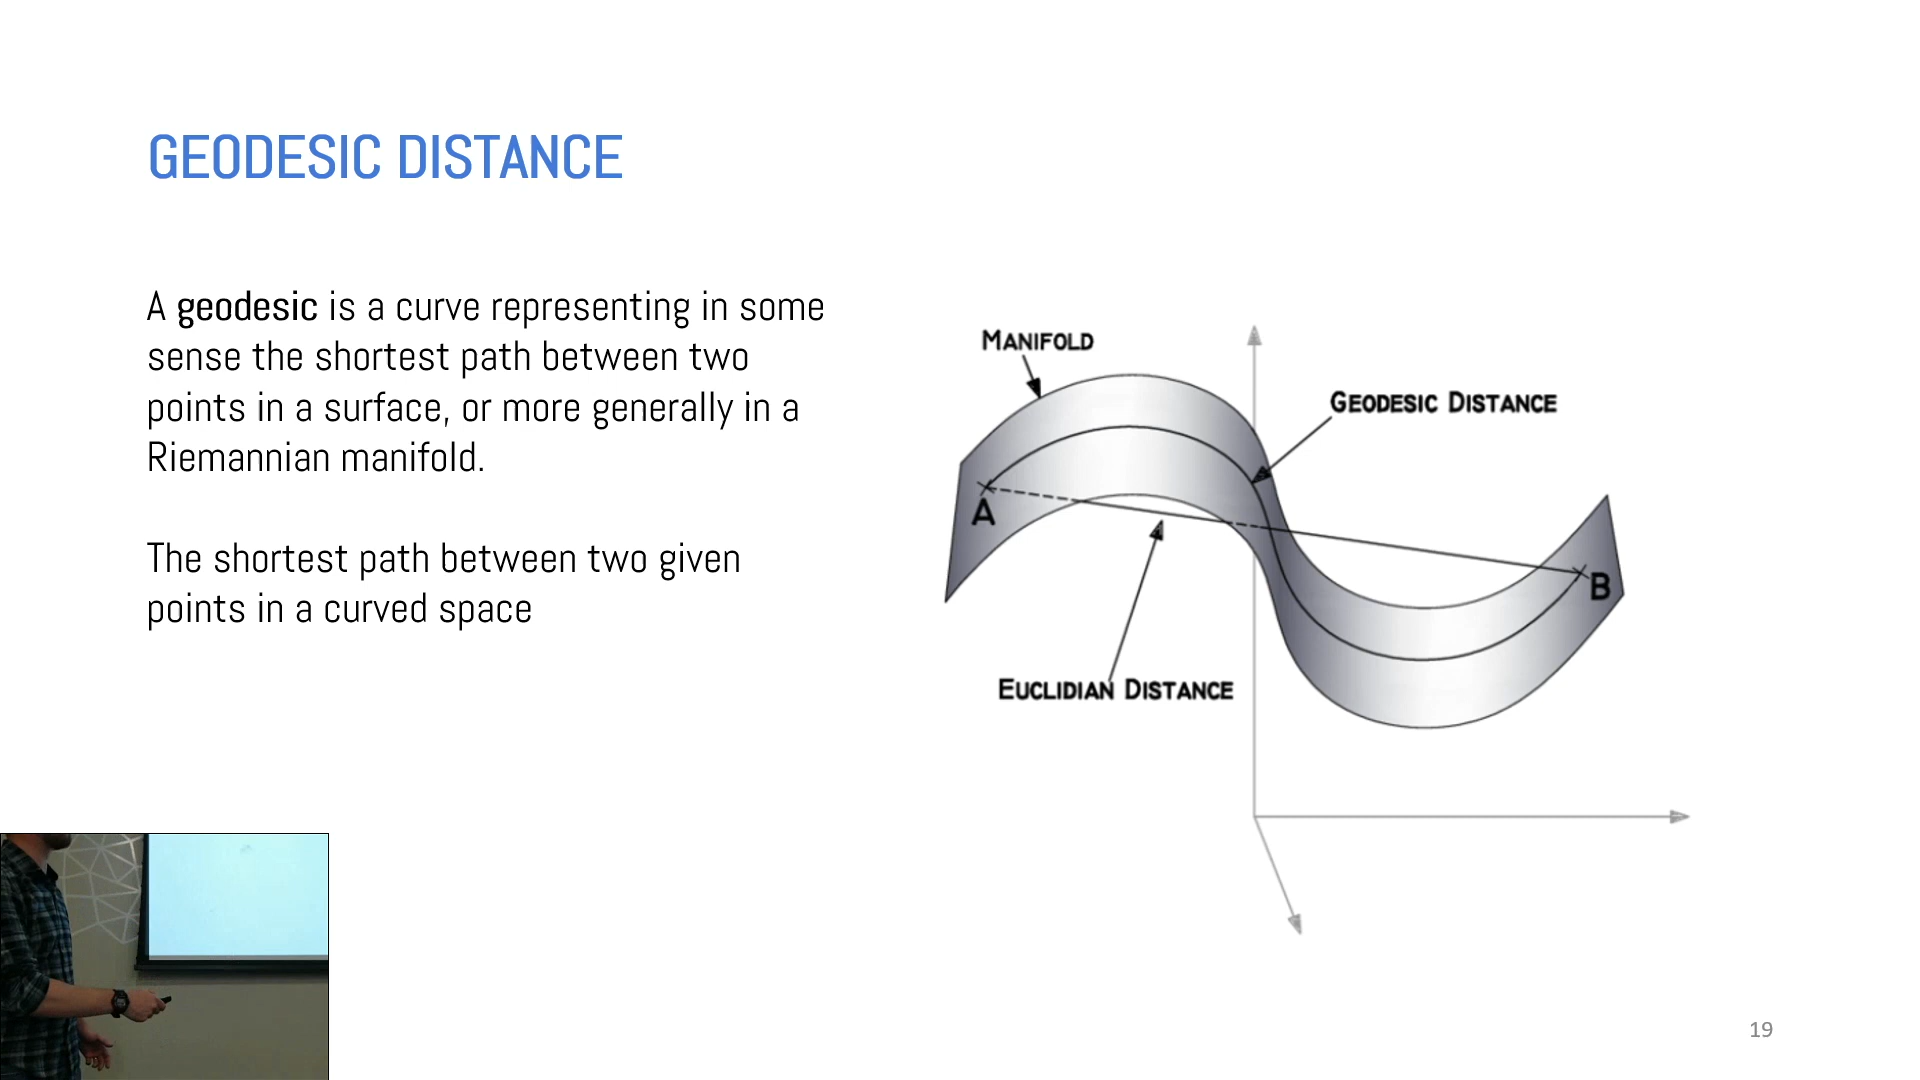 GEODESIC DISTANCE
A geodesic is a curve representing in some
sense the shortest path between two
points in a surface, or more generally in a
Riemannian manifold.
The shortest path between two given
points in a curved space
MANIFOLD
GEODESIC DISTANCE
A
B
EUCLIDIAN DISTANCE
19